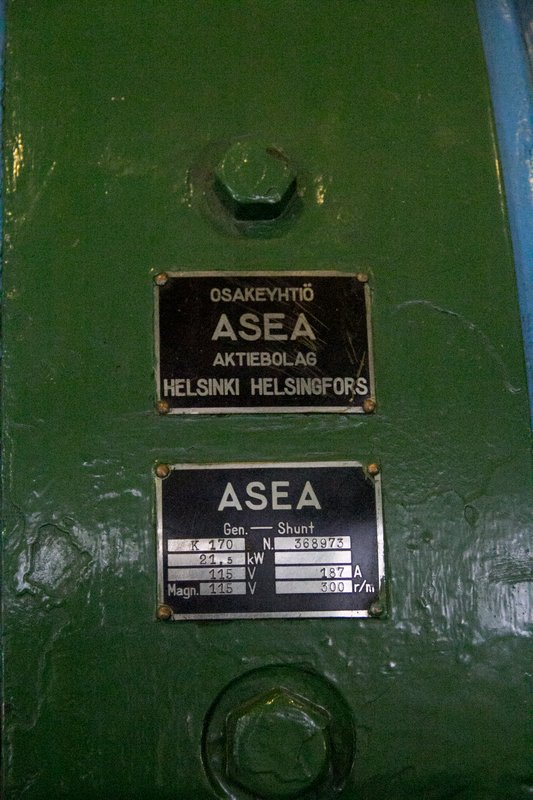 OSAKEYHTIÖ
ASEA
AKTIEBOLAG
HELSINKI HELSINGFORS
ASEA
Gen. — Shunt
K 170 N. 368973
21,5 kW
115 V 187 A
Magn. 115 V 300 r/m